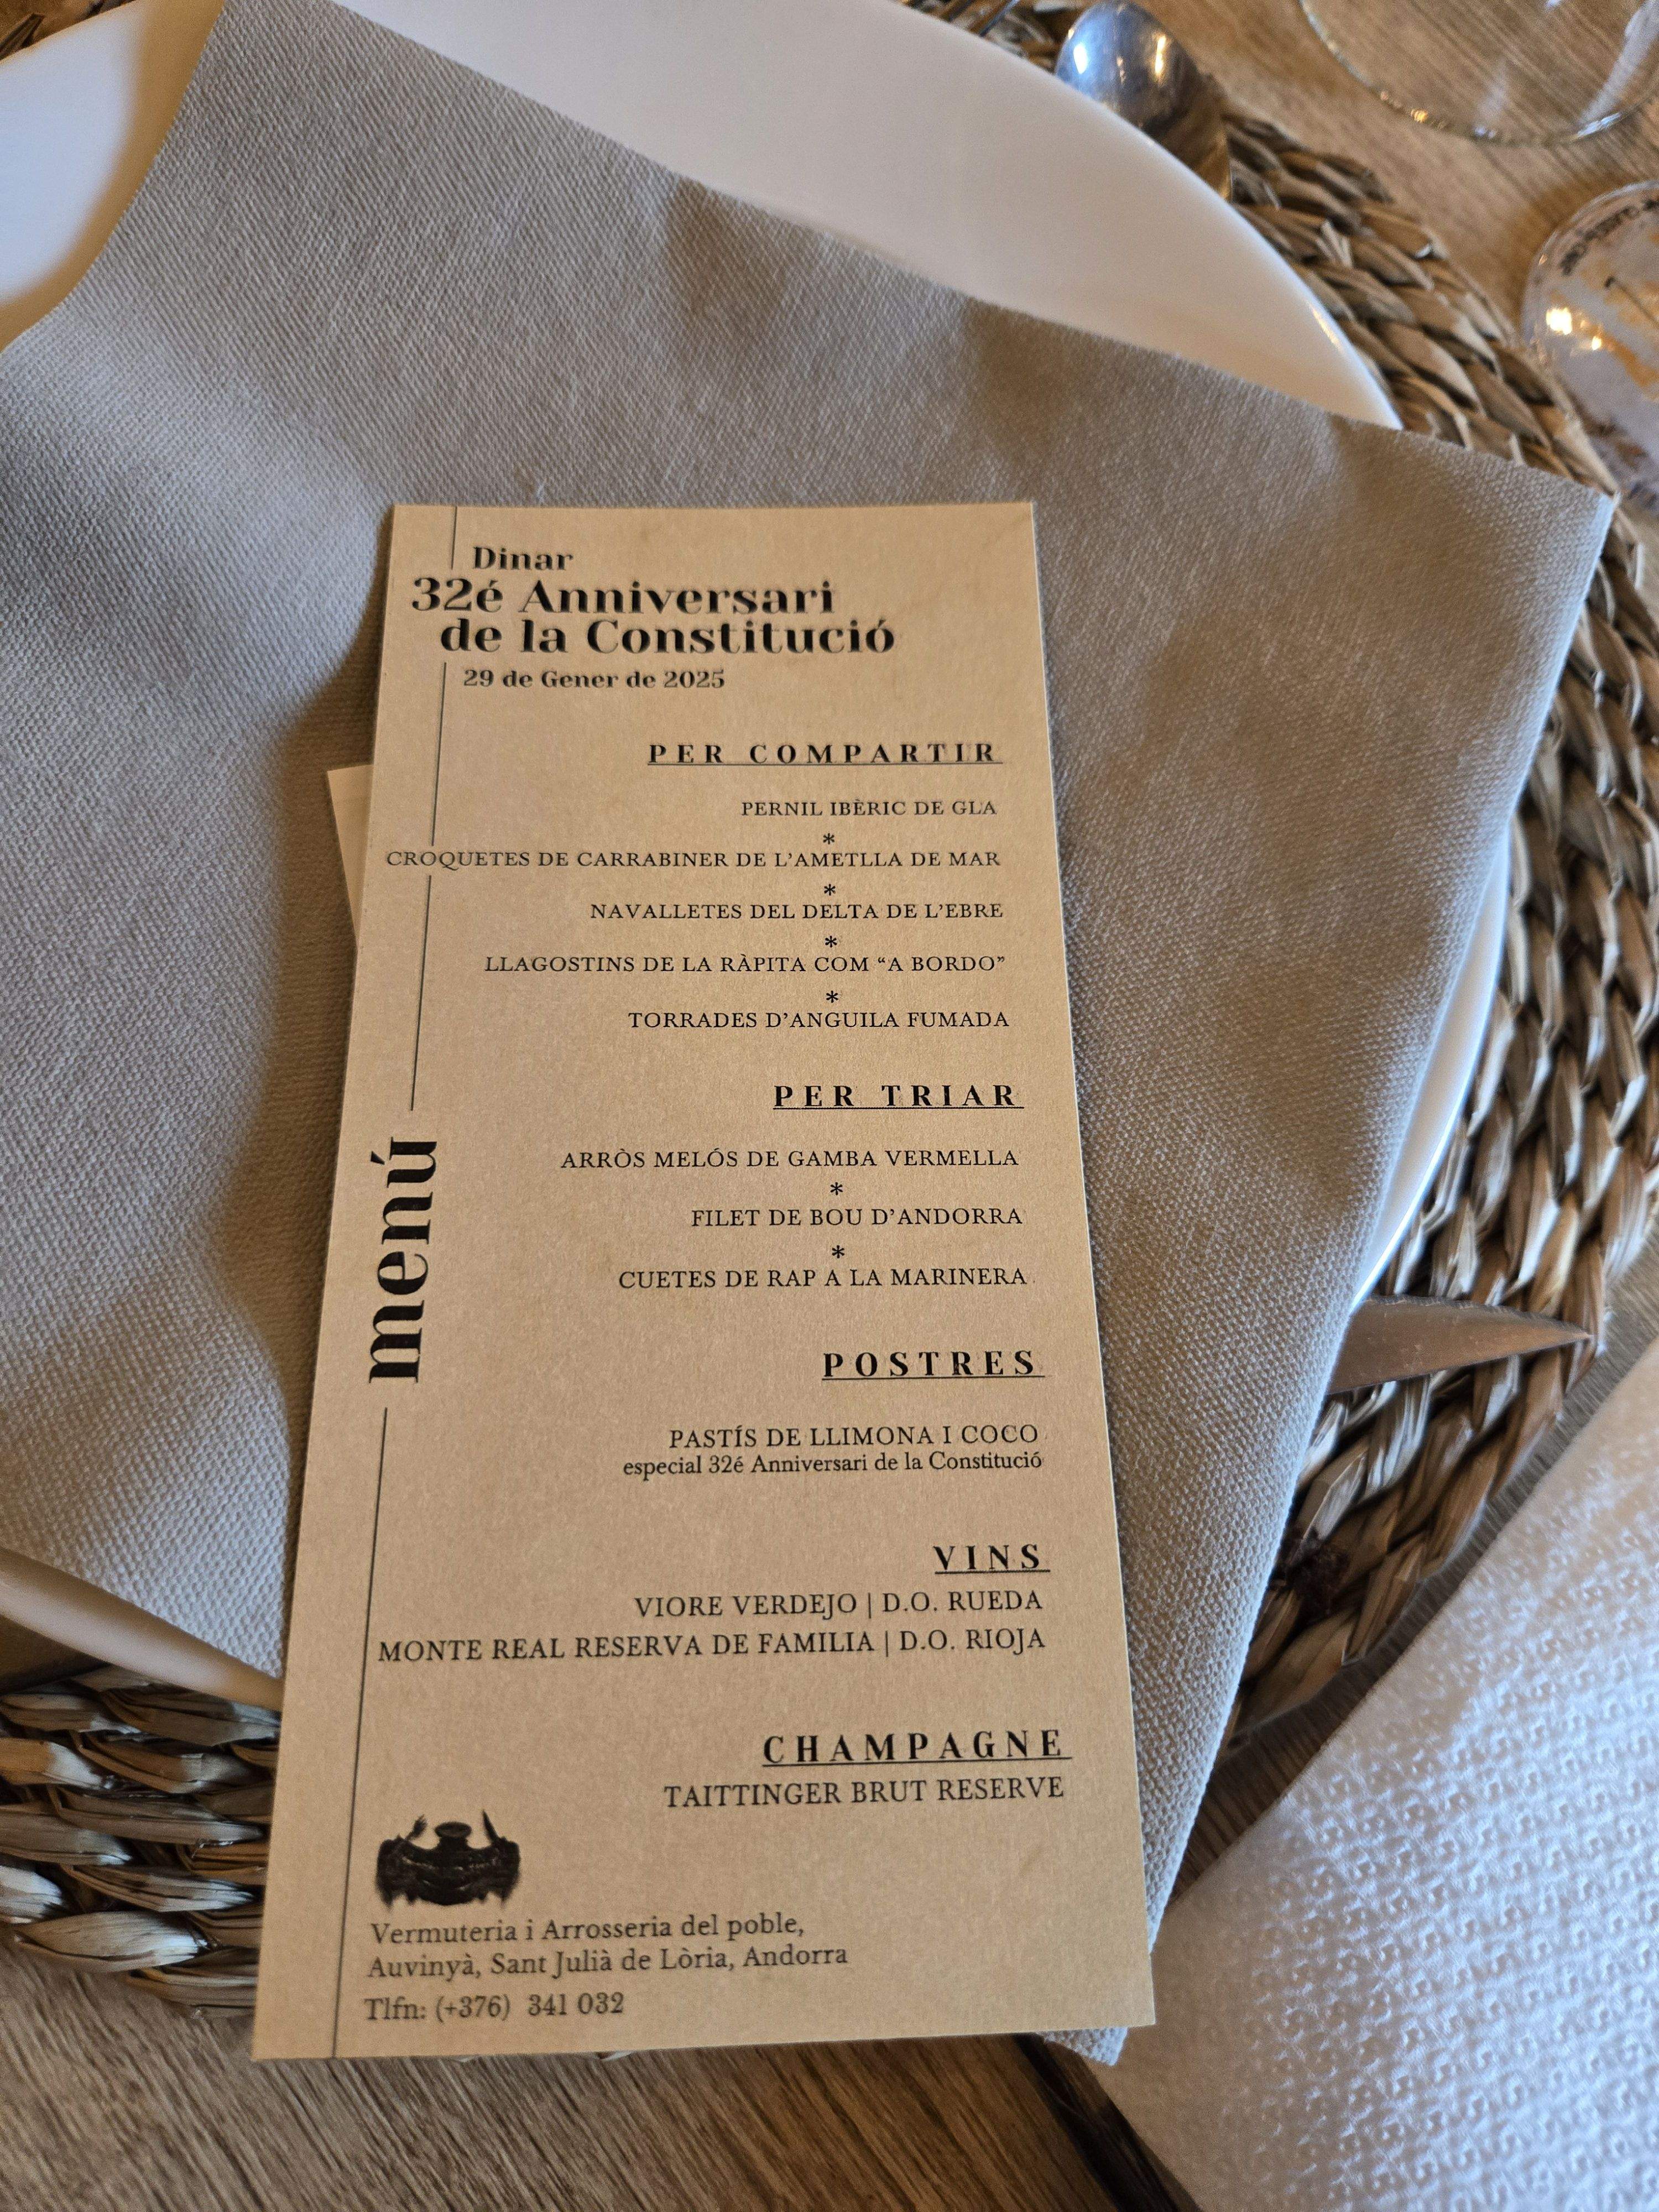 Dinar
32é Anniversari
de la Constitució
29 de Gener de 2025
PER COMPARTIR
PERNIL IBÈRIC DE GLA
*
CROQUETES DE CARRABINER DE L'AMETLLA DE MAR
*
NAVALLETES DEL DELTA DE L'EBRE
*
LLAGOSTINS DE LA RÀPITA COM “A BORDO”
*
TORRADES D'ANGUILA FUMADA
PER TRIAR
ARRÒS MELÓS DE GAMBA VERMELLA
*
FILET DE BOU D'ANDORRA
*
CUETES DE RAP A LA MARINERA
menú
POSTRES
PASTÍS DE LLIMONA I COCO
especial 32é Anniversari de la Constitució
VINS
VIORE VERDEJO | D.O. RUEDA
MONTE REAL RESERVA DE FAMILIA | D.O. RIOJA
CHAMPAGNE
TAITTINGER BRUT RESERVE
Vermuteria i Arrosseria del poble,
Auvinyà, Sant Julià de Lòria, Andorra
Tlfn: (+376) 341 032